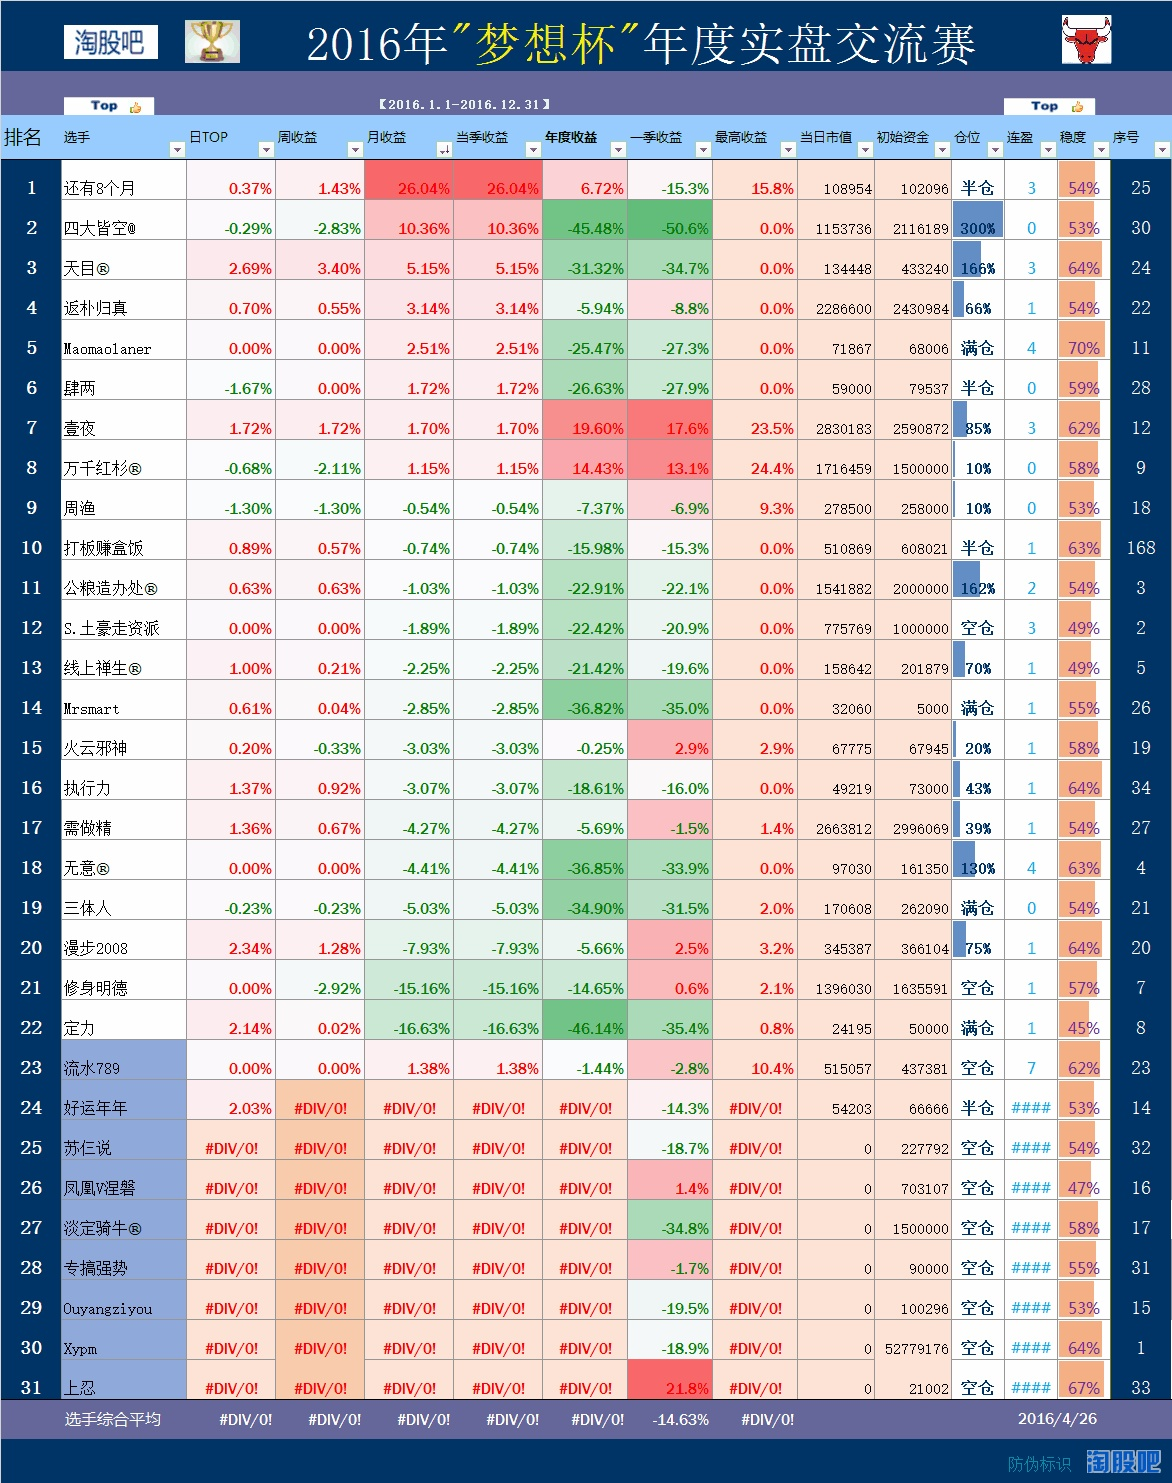 淘股吧 2016年"梦想杯"年度实盘交流赛
Top 【2016.1.1-2016.12.31】 Top
排名 选手 日TOP 周收益 月收益 当季收益 年度收益 一季收益 最高收益 当日市值 初始资金 仓位 连盈 稳度 序号
1 还有8个月 0.37% 1.43% 26.04% 26.04% 6.72% -15.3% 15.8% 108954 102096 半仓 3 54% 25
2 四大皆空@ -0.29% -2.83% 10.36% 10.36% -45.48% -50.6% 0.0% 1153736 2116189 300% 0 53% 30
3 天目® 2.69% 3.40% 5.15% 5.15% -31.32% -34.7% 0.0% 134448 433240 166% 3 64% 24
4 返朴归真 0.70% 0.55% 3.14% 3.14% -5.94% -8.8% 0.0% 2286600 2430984 66% 1 54% 22
5 Maomaolaner 0.00% 0.00% 2.51% 2.51% -25.47% -27.3% 0.0% 71867 68006 满仓 4 70% 11
6 肆两 -1.67% 0.00% 1.72% 1.72% -26.63% -27.9% 0.0% 59000 79537 半仓 0 59% 28
7 壹夜 1.72% 1.72% 1.70% 1.70% 19.60% 17.6% 23.5% 2830183 2590872 85% 3 62% 12
8 万千红杉® -0.68% -2.11% 1.15% 1.15% 14.43% 13.1% 24.4% 1716459 1500000 10% 0 58% 9
9 周渔 -1.30% -1.30% -0.54% -0.54% -7.37% -6.9% 9.3% 278500 258000 10% 0 53% 18
10 打板赚盒饭 0.89% 0.57% -0.74% -0.74% -15.98% -15.3% 0.0% 510869 608021 半仓 1 63% 168
11 公粮造办处® 0.63% 0.63% -1.03% -1.03% -22.91% -22.1% 0.0% 1541882 2000000 162% 2 54% 3
12 S.土豪走资派 0.00% 0.00% -1.89% -1.89% -22.42% -20.9% 0.0% 775769 1000000 空仓 3 49% 2
13 线上禅生® 1.00% 0.21% -2.25% -2.25% -21.42% -19.6% 0.0% 158642 201879 70% 1 49% 5
14 Mrsmart 0.61% 0.04% -2.85% -2.85% -36.82% -35.0% 0.0% 32060 5000 满仓 1 55% 26
15 火云邪神 0.20% -0.33% -3.03% -3.03% -0.25% 2.9% 2.9% 67775 67945 20% 1 58% 19
16 执行力 1.37% 0.92% -3.07% -3.07% -18.61% -16.0% 0.0% 49219 73000 43% 1 64% 34
17 需做精 1.36% 0.67% -4.27% -4.27% -5.69% -1.5% 1.4% 2663812 2996069 39% 1 54% 27
18 无意® 0.00% 0.00% -4.41% -4.41% -36.85% -33.9% 0.0% 97030 161350 130% 4 63% 4
19 三体人 -0.23% -0.23% -5.03% -5.03% -34.90% -31.5% 2.0% 170608 262090 满仓 0 54% 21
20 漫步2008 2.34% 1.28% -7.93% -7.93% -5.66% 2.5% 3.2% 345387 366104 75% 1 64% 20
21 修身明德 0.00% -2.92% -15.16% -15.16% -14.65% 0.6% 2.1% 1396030 1635591 空仓 1 57% 7
22 定力 2.14% 0.02% -16.63% -16.63% -46.14% -35.4% 0.8% 24195 50000 满仓 1 45% 8
23 流水789 0.00% 0.00% 1.38% 1.38% -1.44% -2.8% 10.4% 515057 437381 空仓 7 62% 23
24 好运年年 2.03% #DIV/0! #DIV/0! #DIV/0! #DIV/0! -14.3% #DIV/0! 54203 66666 半仓 #### 53% 14
25 苏仨说 #DIV/0! #DIV/0! #DIV/0! #DIV/0! #DIV/0! -18.7% #DIV/0! 0 227792 空仓 #### 54% 32
26 凤凰V涅磐 #DIV/0! #DIV/0! #DIV/0! #DIV/0! #DIV/0! 1.4% #DIV/0! 0 703107 空仓 #### 47% 16
27 淡定骑牛® #DIV/0! #DIV/0! #DIV/0! #DIV/0! #DIV/0! -34.8% #DIV/0! 0 1500000 空仓 #### 58% 17
28 专搞强势 #DIV/0! #DIV/0! #DIV/0! #DIV/0! #DIV/0! -1.7% #DIV/0! 0 90000 空仓 #### 55% 31
29 Ouyangziyou #DIV/0! #DIV/0! #DIV/0! #DIV/0! #DIV/0! -19.5% #DIV/0! 0 100296 空仓 #### 53% 15
30 Xypm #DIV/0! #DIV/0! #DIV/0! #DIV/0! #DIV/0! -18.9% #DIV/0! 0 52779176 空仓 #### 64% 1
31 上忍 #DIV/0! #DIV/0! #DIV/0! #DIV/0! #DIV/0! 21.8% #DIV/0! 0 21002 空仓 #### 67% 33
选手综合平均 #DIV/0! #DIV/0! #DIV/0! #DIV/0! #DIV/0! -14.63% #DIV/0! 2016/4/26
防伪标识 淘股吧